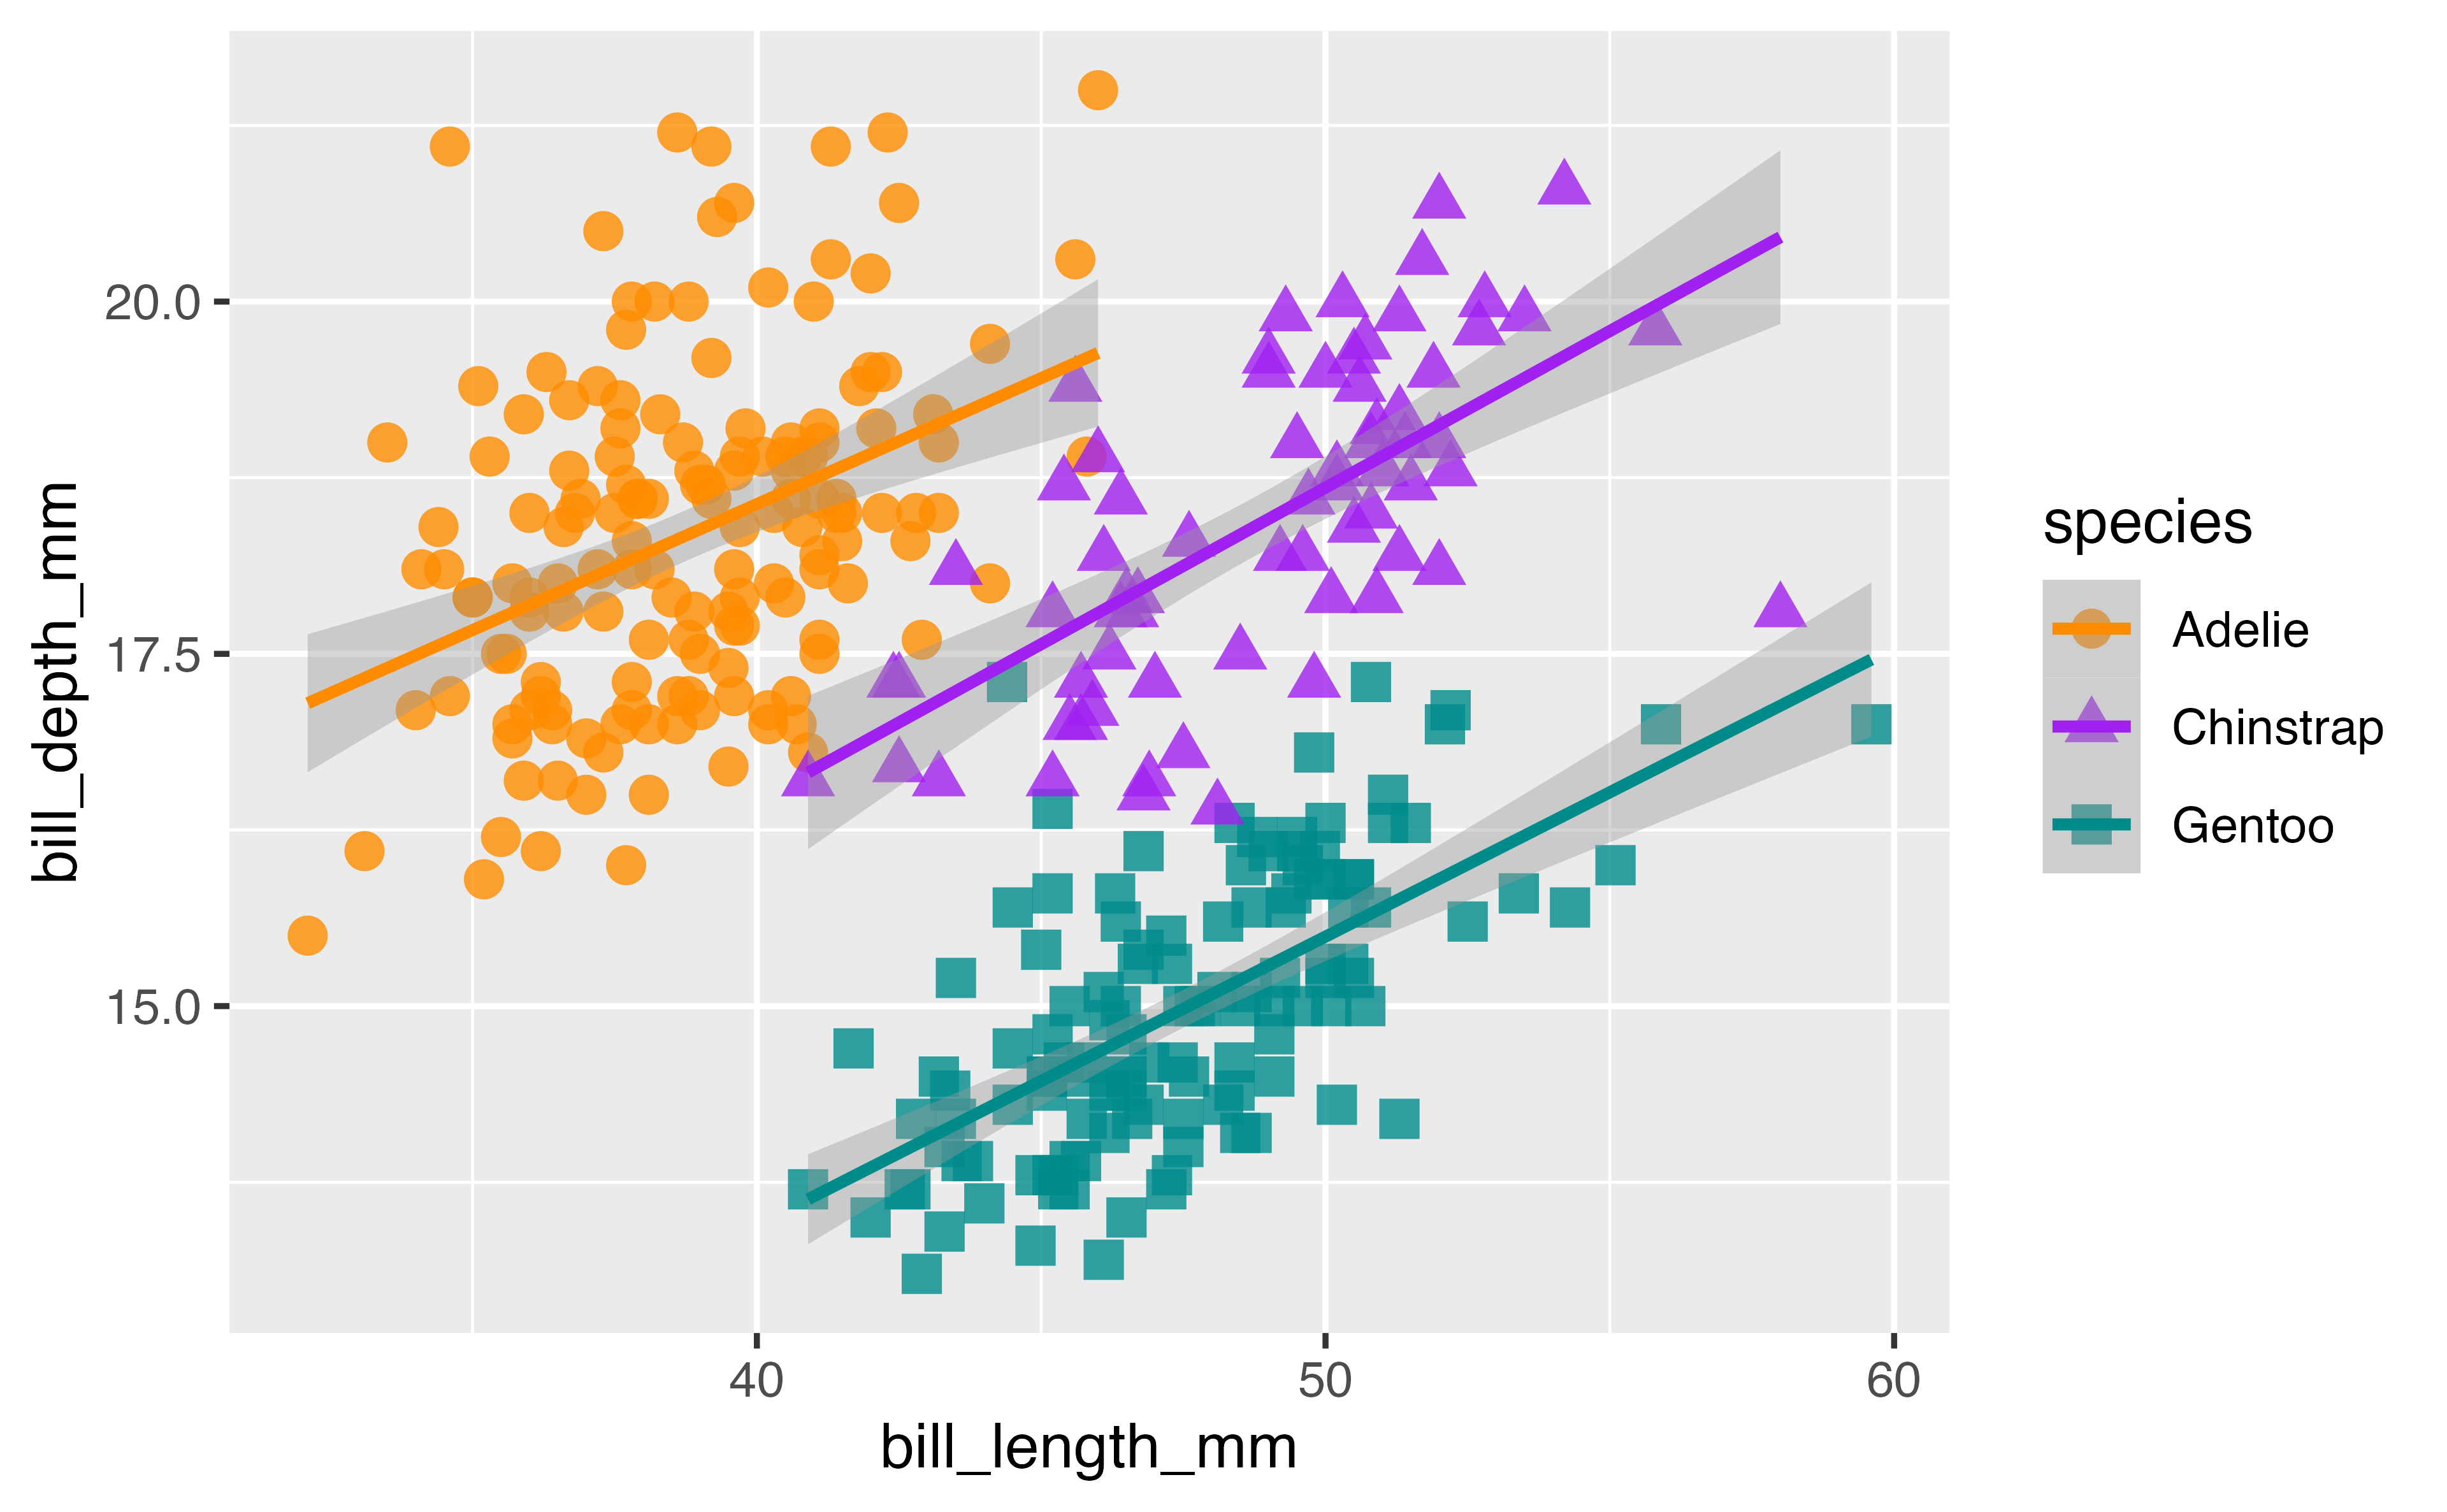 bill_depth_mm
20.0
17.5
15.0
40 50 60
bill_length_mm
species
Adelie
Chinstrap
Gentoo